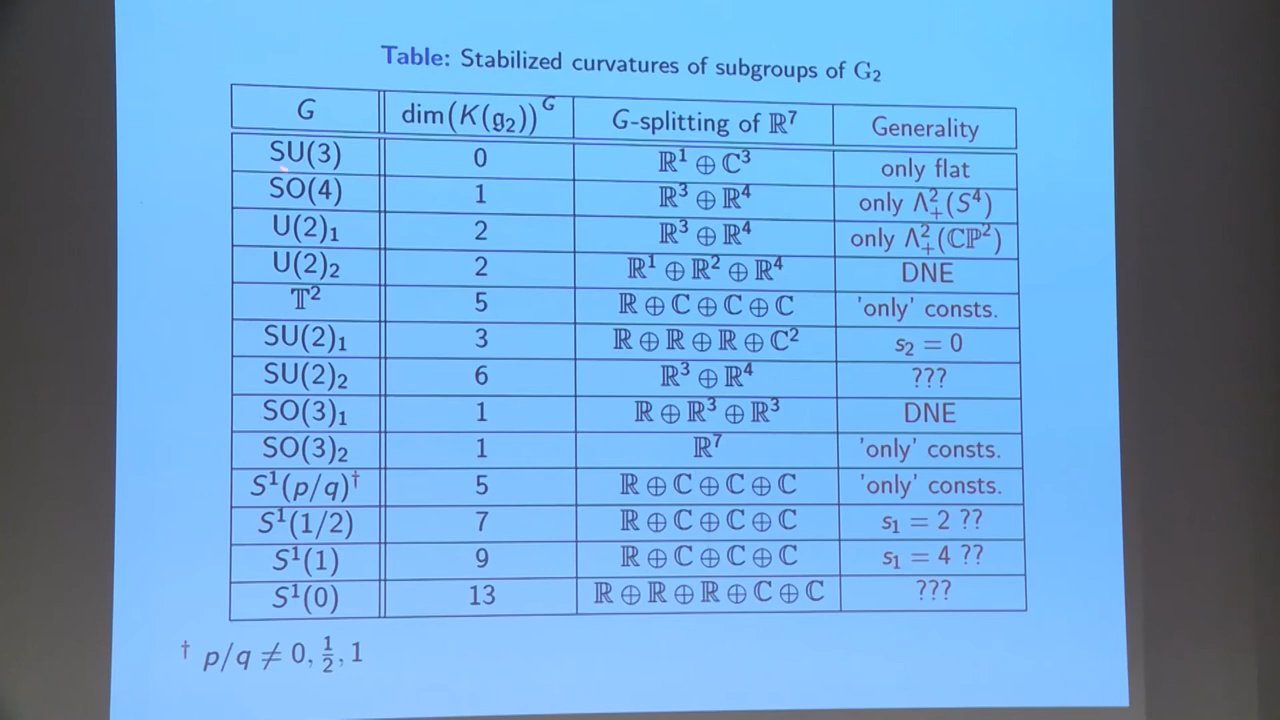 Table: Stabilized curvatures of subgroups of G₂
G dim(K(g₂))^G G-splitting of ℝ⁷ Generality
SU(3) 0 ℝ¹ ⊕ ℂ³ only flat
SO(4) 1 ℝ³ ⊕ ℝ⁴ only Λ²₊(S⁴)
U(2)₁ 2 ℝ³ ⊕ ℝ⁴ only Λ²₊(ℂℙ²)
U(2)₂ 2 ℝ¹ ⊕ ℝ² ⊕ ℝ⁴ DNE
𝕋² 5 ℝ ⊕ ℂ ⊕ ℂ ⊕ ℂ 'only' consts.
SU(2)₁ 3 ℝ ⊕ ℝ ⊕ ℝ ⊕ ℂ² s₂ = 0
SU(2)₂ 6 ℝ³ ⊕ ℝ⁴ ???
SO(3)₁ 1 ℝ ⊕ ℝ³ ⊕ ℝ³ DNE
SO(3)₂ 1 ℝ⁷ 'only' consts.
S¹(p/q)† 5 ℝ ⊕ ℂ ⊕ ℂ ⊕ ℂ 'only' consts.
S¹(1/2) 7 ℝ ⊕ ℂ ⊕ ℂ ⊕ ℂ s₁ = 2 ??
S¹(1) 9 ℝ ⊕ ℂ ⊕ ℂ ⊕ ℂ s₁ = 4 ??
S¹(0) 13 ℝ ⊕ ℝ ⊕ ℝ ⊕ ℂ ⊕ ℂ ???
† p/q ≠ 0, 1/2, 1